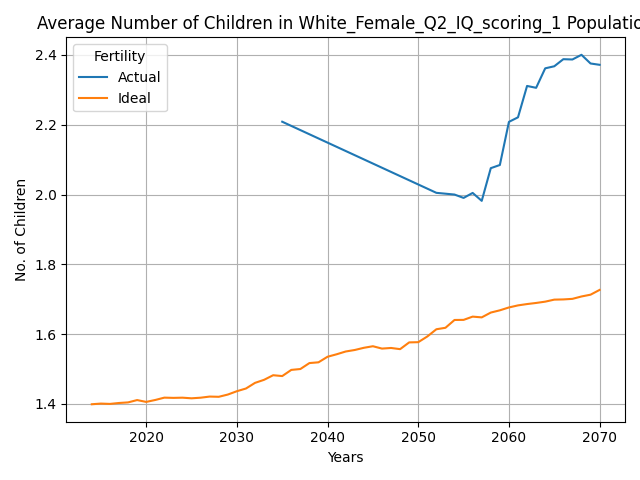 Average Number of Children in White_Female_Q2_IQ_scoring_1 Populatio
Fertility
Actual
Ideal
No. of Children
2.4
2.2
2.0
1.8
1.6
1.4
2020 2030 2040 2050 2060 2070
Years